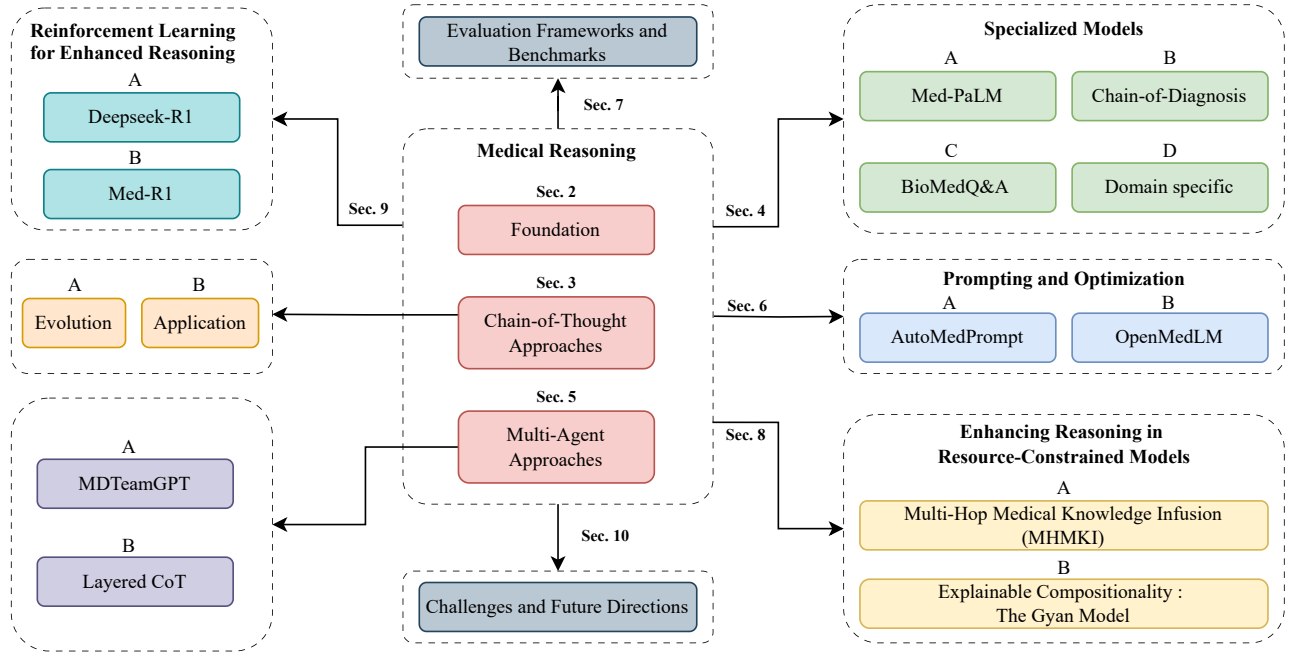 Reinforcement Learning
for Enhanced Reasoning
A
Deepseek-R1
B
Med-R1
Sec. 9
A
B
Evolution
Application
A
MDTeamGPT
B
Layered CoT
Evaluation Frameworks and
Benchmarks
Sec. 7
Medical Reasoning
Sec. 2
Foundation
Sec. 3
Chain-of-Thought
Approaches
Sec. 5
Multi-Agent
Approaches
Sec. 10
Challenges and Future Directions
Sec. 4
Specialized Models
A
B
Med-PaLM
Chain-of-Diagnosis
C
D
BioMedQ&A
Domain specific
Sec. 6
Prompting and Optimization
A
B
AutoMedPrompt
OpenMedLM
Sec. 8
Enhancing Reasoning in
Resource-Constrained Models
A
Multi-Hop Medical Knowledge Infusion
(MHMKI)
B
Explainable Compositionality :
The Gyan Model